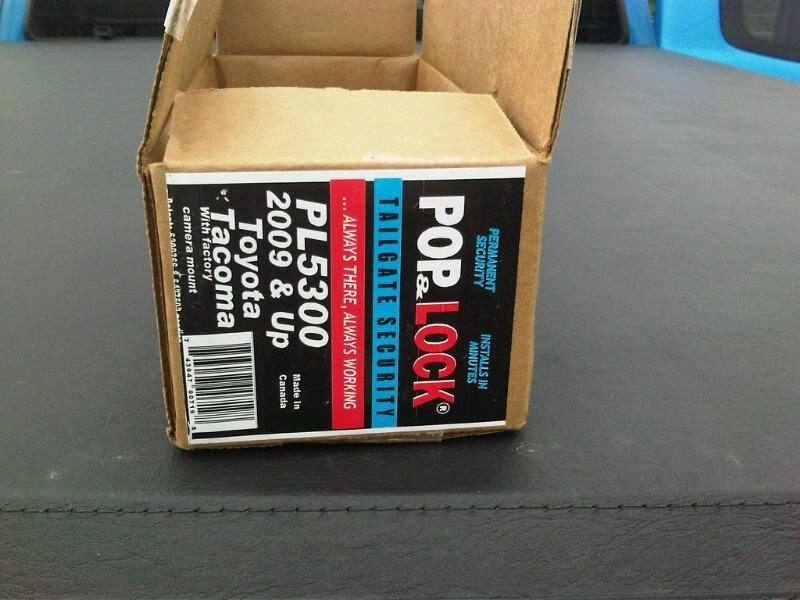 PERMANENT
SECURITY
INSTALLS IN
MINUTES
POP & LOCK®
TAILGATE SECURITY
... ALWAYS THERE, ALWAYS WORKING
PL5300
2009 & Up
Toyota
Tacoma
With factory
camera mount
Made In
Canada